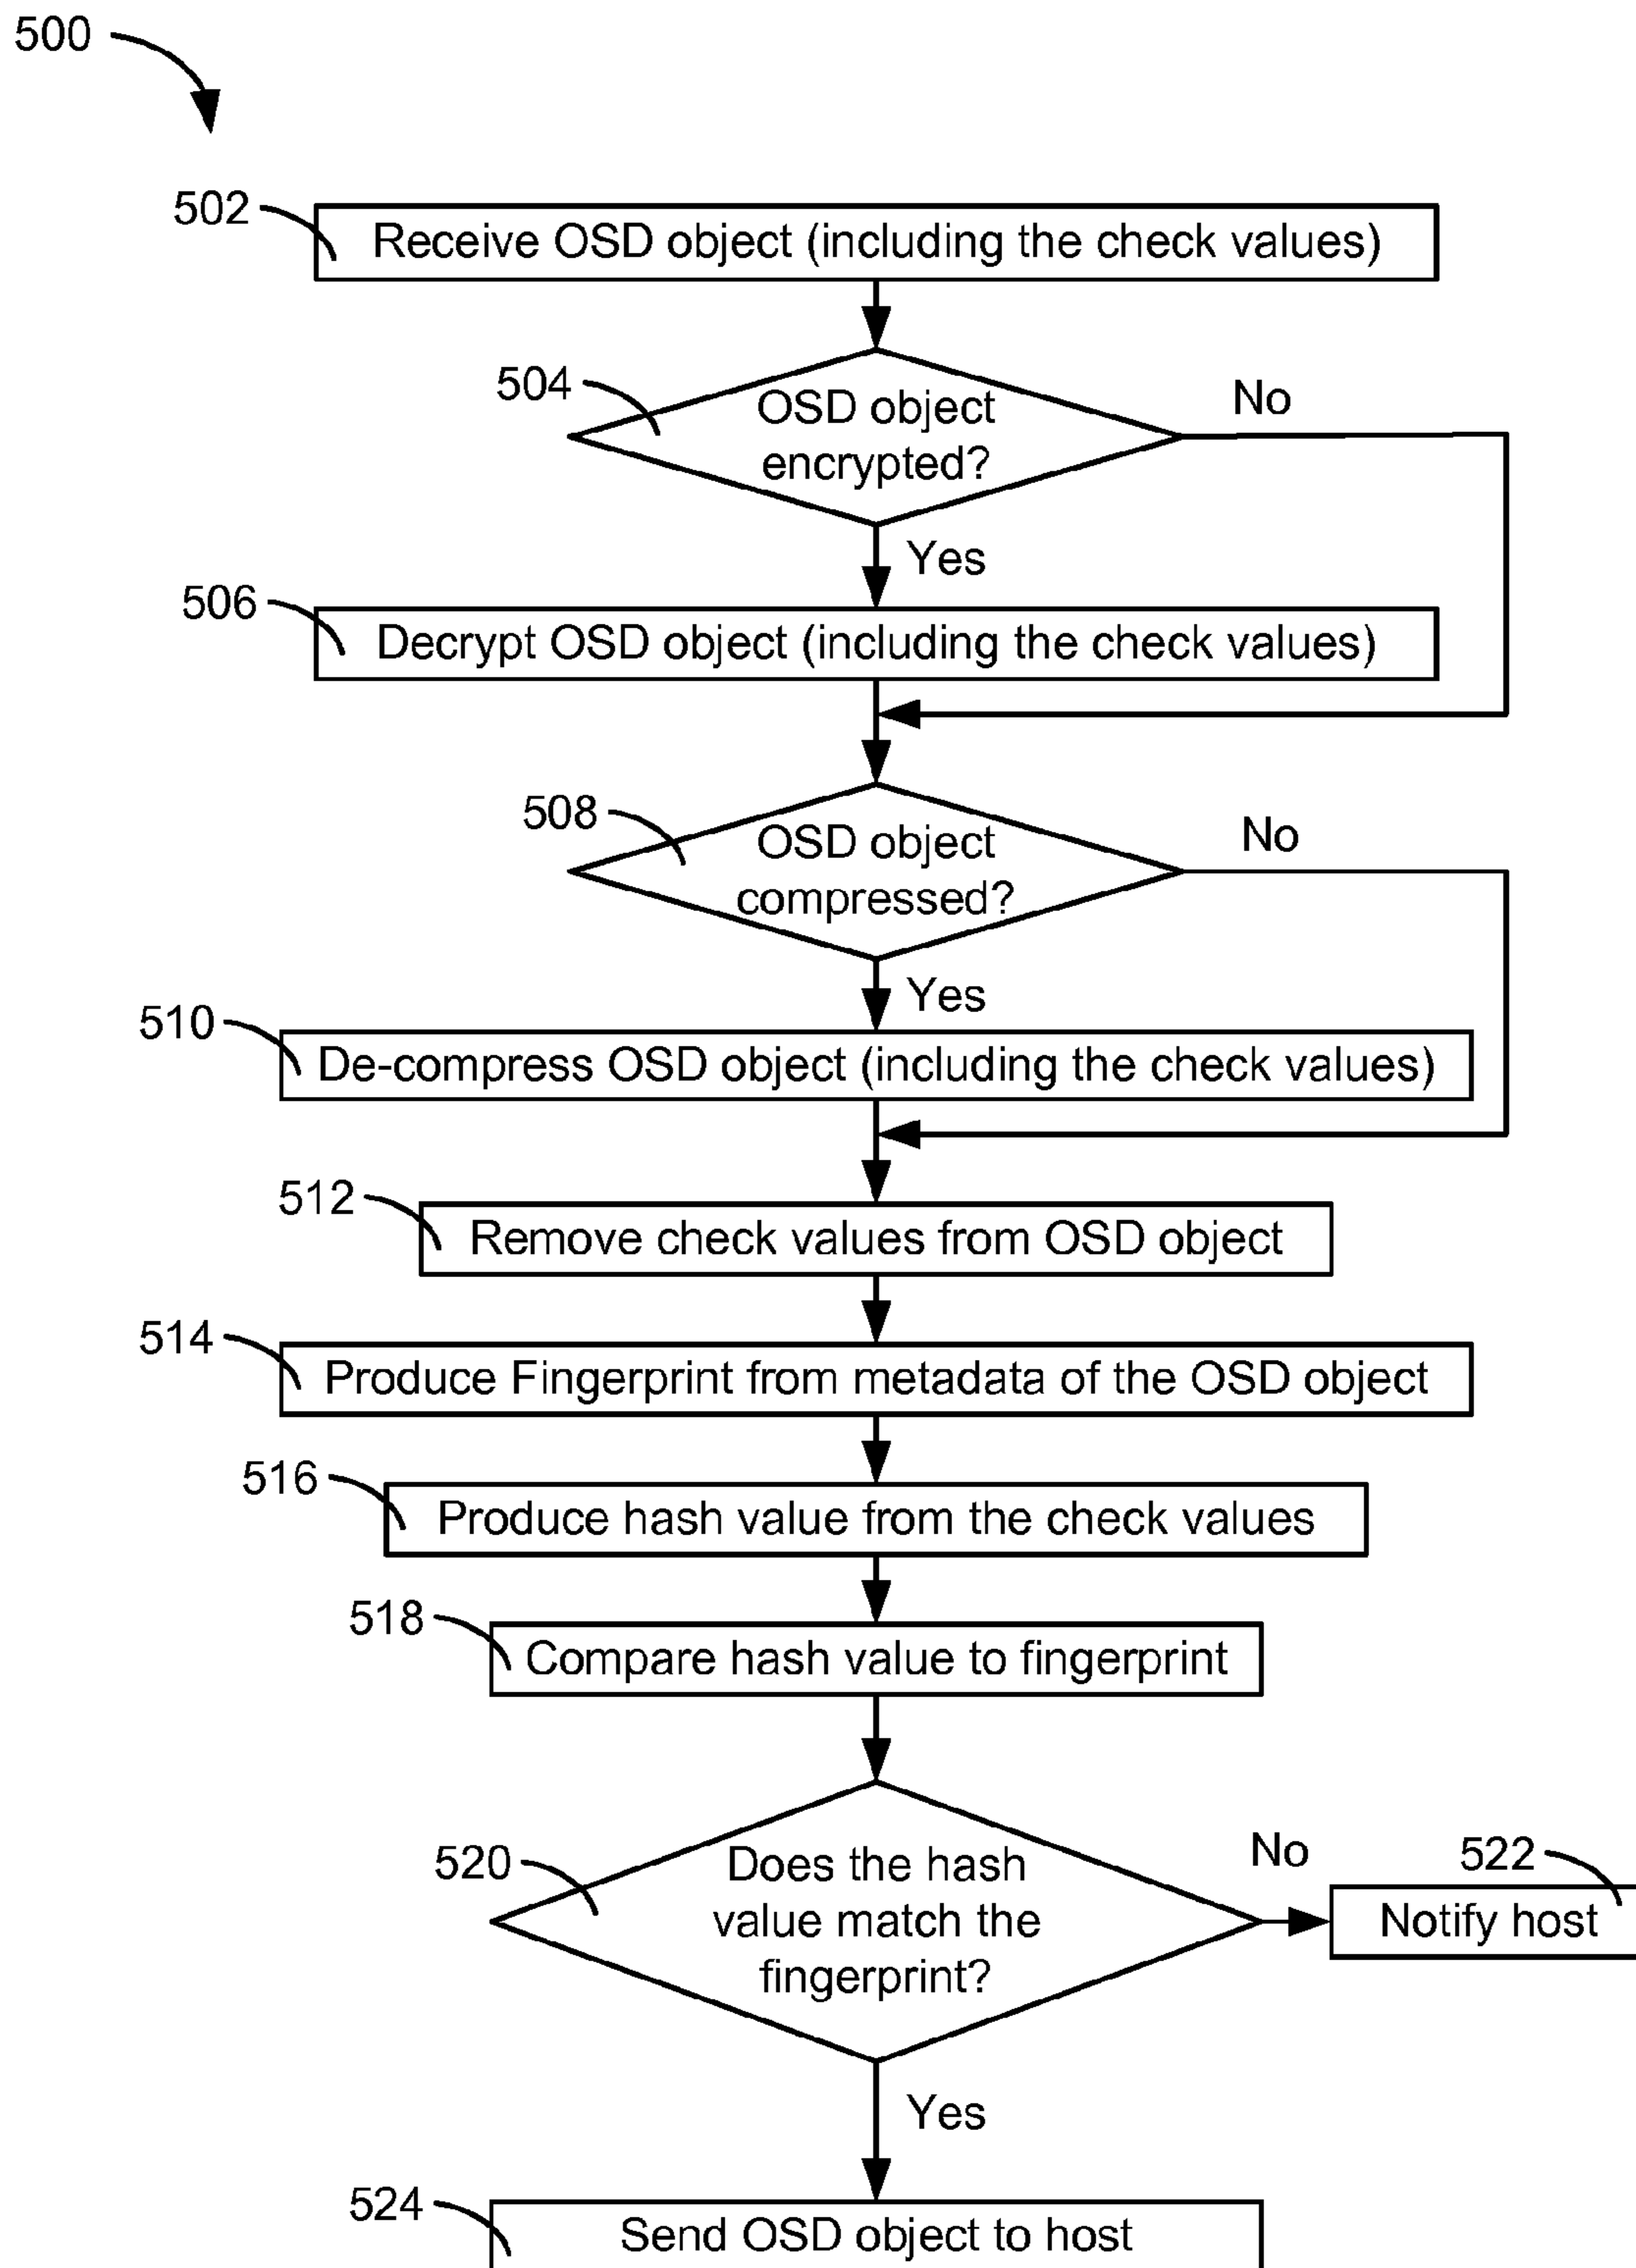 500
502
Receive OSD object (including the check values)
504
OSD object
encrypted?
No
Yes
506
Decrypt OSD object (including the check values)
508
OSD object
compressed?
No
Yes
510
De-compress OSD object (including the check values)
512
Remove check values from OSD object
514
Produce Fingerprint from metadata of the OSD object
516
Produce hash value from the check values
518
Compare hash value to fingerprint
520
Does the hash
value match the
fingerprint?
No
522
Notify host
Yes
524
Send OSD object to host